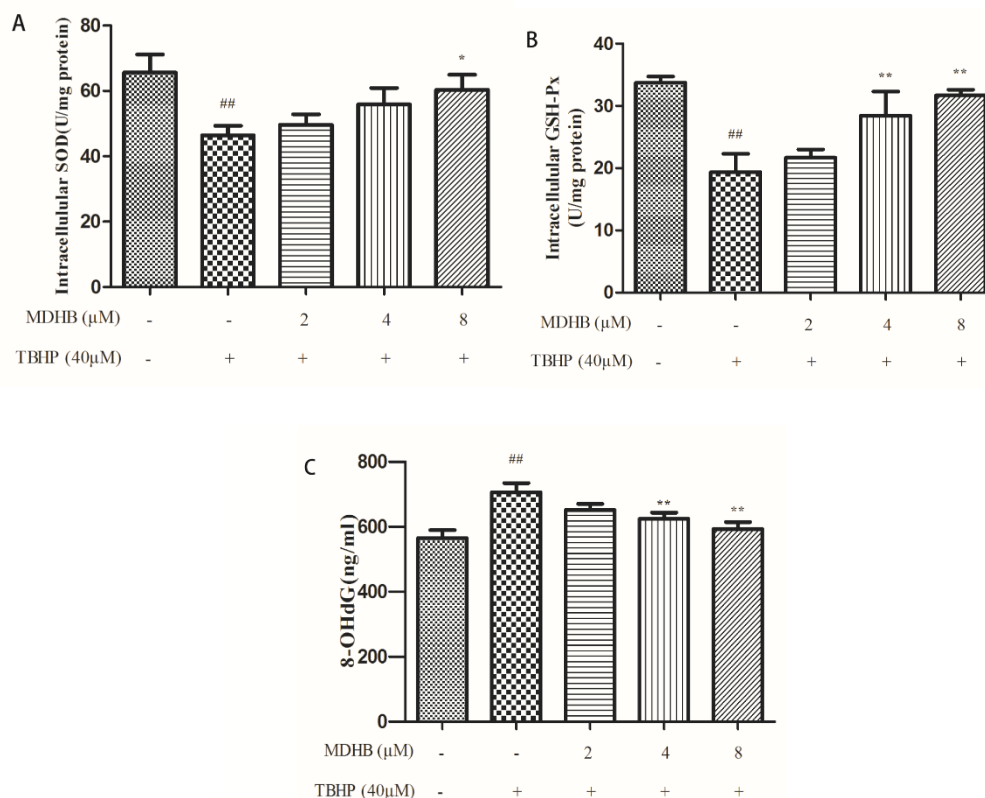 A
Intracellulular SOD(U/mg protein)
80
60
40
20
0
##
*
MDHB (μM) - - 2 4 8
TBHP (40μM) - + + + +
B
Intracellulular GSH-Px
(U/mg protein)
40
30
20
10
0
##
**
**
MDHB (μM) - - 2 4 8
TBHP (40μM) - + + + +
C
8-OHdG(ng/ml)
800
600
400
200
0
##
**
**
MDHB (μM) - - 2 4 8
TBHP (40μM) - + + + +